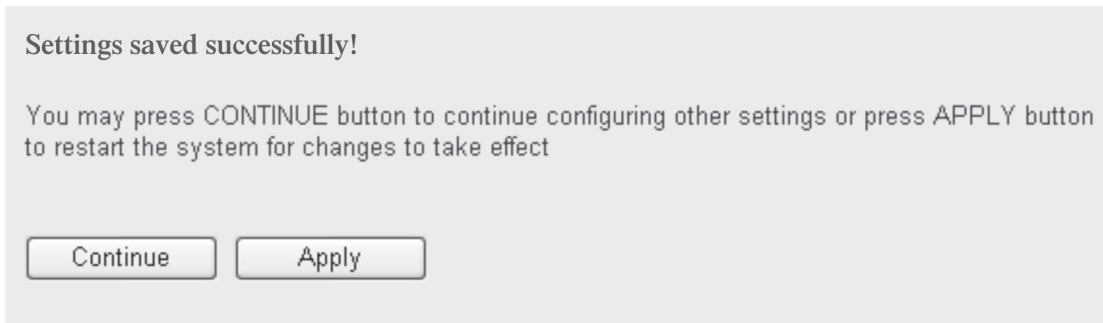 Settings saved successfully!
You may press CONTINUE button to continue configuring other settings or press APPLY button
to restart the system for changes to take effect
Continue
Apply